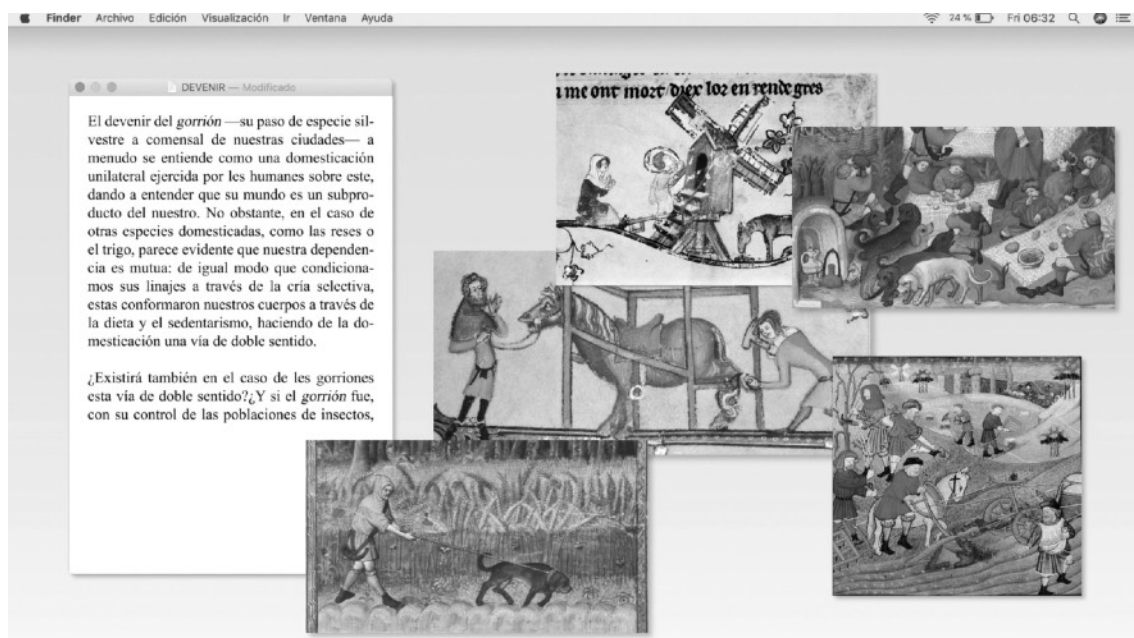 Finder Archivo Edición Visualización Ir Ventana Ayuda
24 % Fri 06:32
DEVENIR — Modificado
El devenir del gorrión —su paso de especie sil-
vestre a comensal de nuestras ciudades— a
menudo se entiende como una domesticación
unilateral ejercida por les humanes sobre este,
dando a entender que su mundo es un subpro-
ducto del nuestro. No obstante, en el caso de
otras especies domesticadas, como las reses o
el trigo, parece evidente que nuestra dependen-
cia es mutua: de igual modo que condiciona-
mos sus linajes a través de la cría selectiva,
estas conformaron nuestros cuerpos a través de
la dieta y el sedentarismo, haciendo de la do-
mesticación una vía de doble sentido.
¿Existirá también en el caso de les gorriones
esta vía de doble sentido?¿Y si el gorrión fue,
con su control de las poblaciones de insectos,
a me ont mort diex lor en rende gres